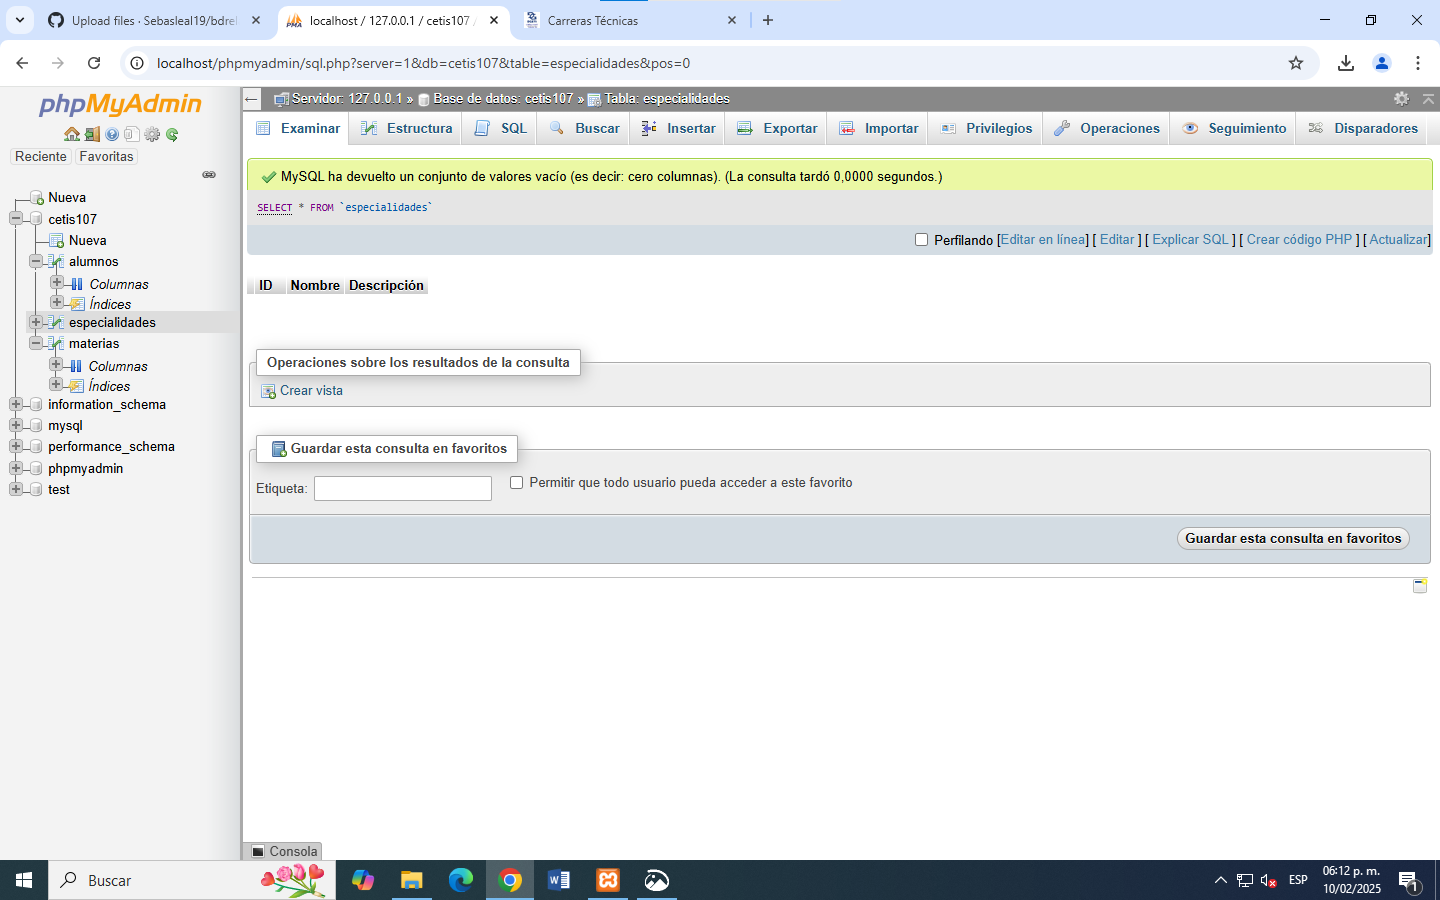 Upload files · Sebasleal19/bdrel
localhost / 127.0.0.1 / cetis107 /
Carreras Técnicas
localhost/phpmyadmin/sql.php?server=1&db=cetis107&table=especialidades&pos=0
phpMyAdmin
Reciente
Favoritas
Nueva
cetis107
Nueva
alumnos
Columnas
Índices
especialidades
materias
Columnas
Índices
information_schema
mysql
performance_schema
phpmyadmin
test
Servidor: 127.0.0.1 » Base de datos: cetis107 » Tabla: especialidades
Examinar Estructura SQL Buscar Insertar Exportar Importar Privilegios Operaciones Seguimiento Disparadores
MySQL ha devuelto un conjunto de valores vacío (es decir: cero columnas). (La consulta tardó 0,0000 segundos.)
SELECT * FROM `especialidades`
Perfilando [Editar en línea] [ Editar ] [ Explicar SQL ] [ Crear código PHP ] [ Actualizar]
ID Nombre Descripción
Operaciones sobre los resultados de la consulta
Crear vista
Guardar esta consulta en favoritos
Etiqueta:
Permitir que todo usuario pueda acceder a este favorito
Guardar esta consulta en favoritos
Consola
Buscar
ESP
06:12 p. m.
10/02/2025
1